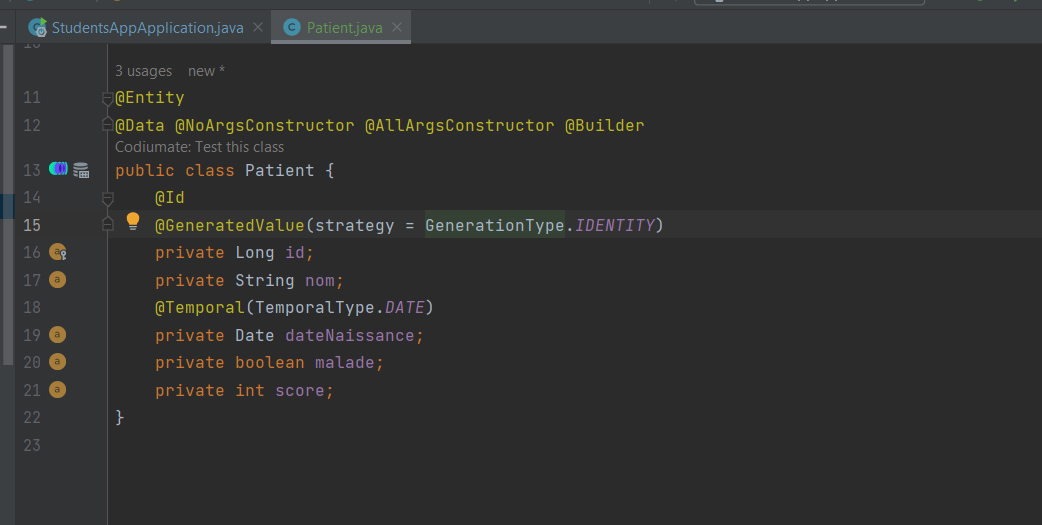 StudentsAppApplication.java Patient.java
3 usages new *
11 @Entity
12 @Data @NoArgsConstructor @AllArgsConstructor @Builder
Codiumate: Test this class
13 public class Patient {
14 @Id
15 @GeneratedValue(strategy = GenerationType.IDENTITY)
16 private Long id;
17 private String nom;
18 @Temporal(TemporalType.DATE)
19 private Date dateNaissance;
20 private boolean malade;
21 private int score;
22 }
23